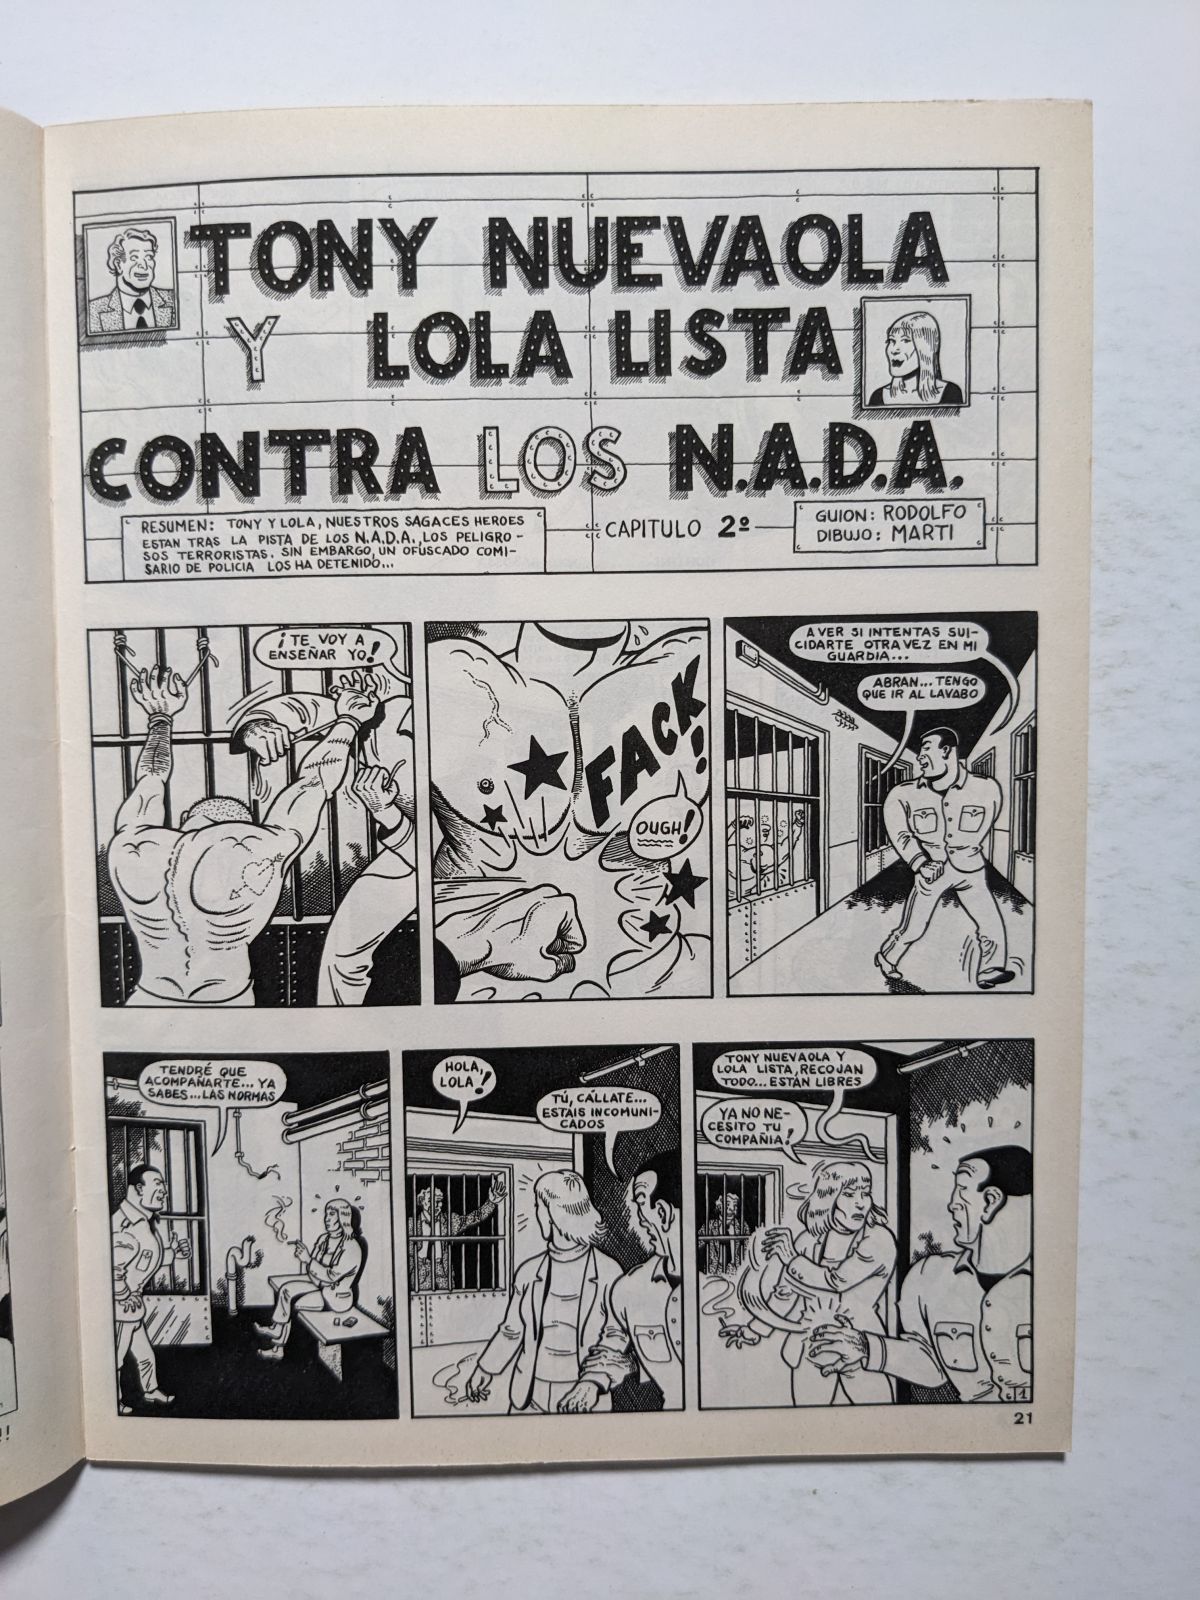 TONY NUEVAOLA
Y LOLA LISTA
CONTRA LOS N.A.D.A.
RESUMEN: TONY Y LOLA, NUESTROS SAGACES HEROES
ESTAN TRAS LA PISTA DE LOS N.A.D.A., LOS PELIGRO-
SOS TERRORISTAS. SIN EMBARGO, UN OFUSCADO COMI-
SARIO DE POLICIA LOS HA DETENIDO...
CAPITULO 2º
GUION: RODOLFO
DIBUJO: MARTI
¡TE VOY A
ENSEÑAR YO!
FACK!
OUGH!
A VER SI INTENTAS SUI-
CIDARTE OTRA VEZ EN MI
GUARDIA...
ABRAN... TENGO
QUE IR AL LAVABO
TENDRÉ QUE
ACOMPAÑARTE... YA
SABES... LAS NORMAS
HOLA,
LOLA!
TÚ, CÁLLATE...
ESTÁIS INCOMUNI-
CADOS
TONY NUEVAOLA Y
LOLA LISTA, RECOJAN
TODO... ESTÁN LIBRES
YA NO NE-
CESITO TU
COMPAÑIA!
1
21
!